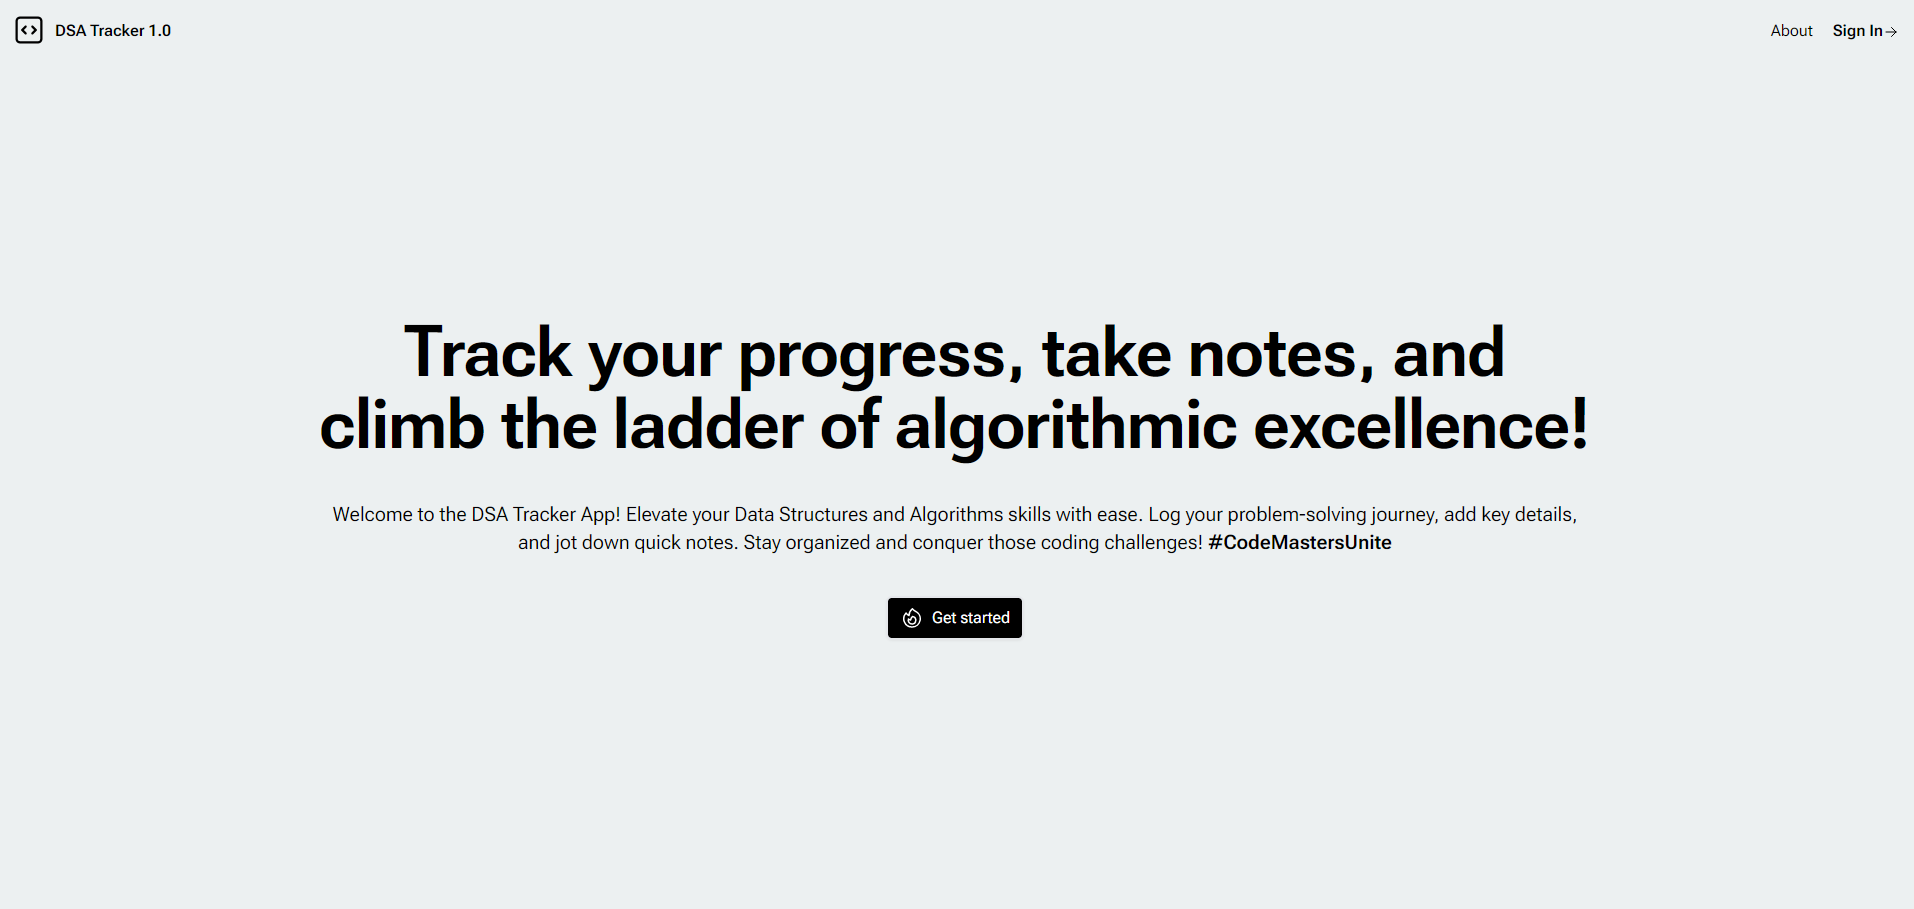 DSA Tracker 1.0
About
Sign In
Track your progress, take notes, and
climb the ladder of algorithmic excellence!
Welcome to the DSA Tracker App! Elevate your Data Structures and Algorithms skills with ease. Log your problem-solving journey, add key details,
and jot down quick notes. Stay organized and conquer those coding challenges! #CodeMastersUnite
Get started